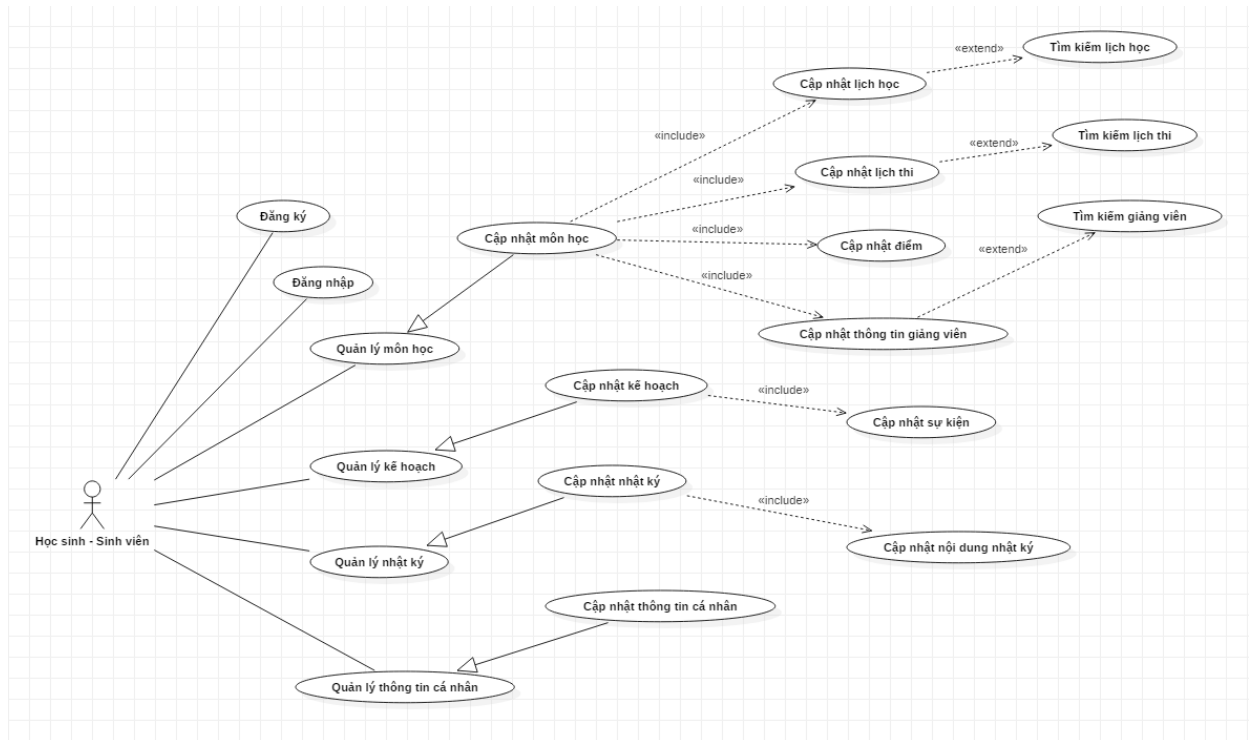 Tìm kiếm lịch học
«extend»
Cập nhật lịch học
«include»
Tìm kiếm lịch thi
«extend»
Cập nhật lịch thi
«include»
Tìm kiếm giảng viên
Đăng ký
«include»
Cập nhật môn học
Cập nhật điểm
«extend»
«include»
Đăng nhập
Cập nhật thông tin giảng viên
Quản lý môn học
Cập nhật kế hoạch
«include»
Cập nhật sự kiện
Quản lý kế hoạch
Cập nhật nhật ký
«include»
Học sinh - Sinh viên
Cập nhật nội dung nhật ký
Quản lý nhật ký
Cập nhật thông tin cá nhân
Quản lý thông tin cá nhân